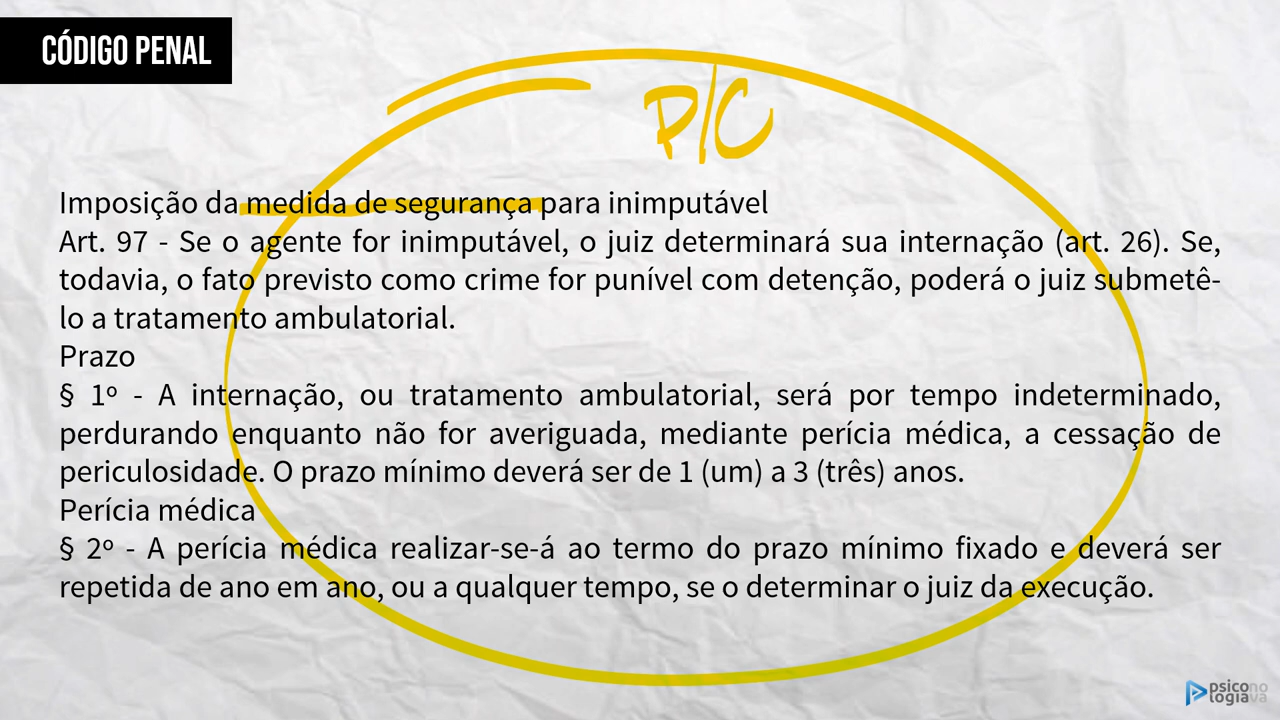 CÓDIGO PENAL
P/C
Imposição da medida de segurança para inimputável
Art. 97 - Se o agente for inimputável, o juiz determinará sua internação (art. 26). Se,
todavia, o fato previsto como crime for punível com detenção, poderá o juiz submetê-
lo a tratamento ambulatorial.
Prazo
§ 1º - A internação, ou tratamento ambulatorial, será por tempo indeterminado,
perdurando enquanto não for averiguada, mediante perícia médica, a cessação de
periculosidade. O prazo mínimo deverá ser de 1 (um) a 3 (três) anos.
Perícia médica
§ 2º - A perícia médica realizar-se-á ao termo do prazo mínimo fixado e deverá ser
repetida de ano em ano, ou a qualquer tempo, se o determinar o juiz da execução.
psicono
logiava